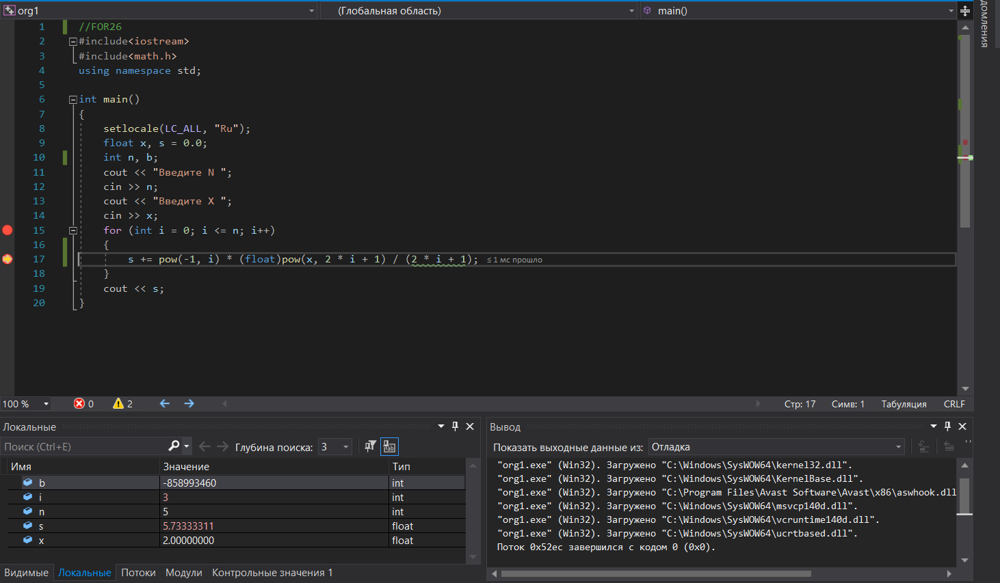 org1 (Глобальная область) main()
домления
1 //FOR26
2 #include<iostream>
3 #include<math.h>
4 using namespace std;
5
6 int main()
7 {
8 setlocale(LC_ALL, "Ru");
9 float x, s = 0.0;
10 int n, b;
11 cout << "Введите N ";
12 cin >> n;
13 cout << "Введите X ";
14 cin >> x;
15 for (int i = 0; i <= n; i++)
16 {
17 s += pow(-1, i) * (float)pow(x, 2 * i + 1) / (2 * i + 1); ≤ 1 мс прошло
18 }
19 cout << s;
20 }
100 % 0 2 Стр: 17 Симв: 1 Табуляция CRLF
Локальные
Поиск (Ctrl+E) Глубина поиска: 3
Имя Значение Тип
b -858993460 int
i 3 int
n 5 int
s 5.73333311 float
x 2.00000000 float
Видимые Локальные Потоки Модули Контрольные значения 1
Вывод
Показать выходные данные из: Отладка
"org1.exe" (Win32). Загружено "C:\Windows\SysWOW64\kernel32.dll".
"org1.exe" (Win32). Загружено "C:\Windows\SysWOW64\KernelBase.dll".
"org1.exe" (Win32). Загружено "C:\Program Files\Avast Software\Avast\x86\aswhook.dll
"org1.exe" (Win32). Загружено "C:\Windows\SysWOW64\msvcp140d.dll".
"org1.exe" (Win32). Загружено "C:\Windows\SysWOW64\vcruntime140d.dll".
"org1.exe" (Win32). Загружено "C:\Windows\SysWOW64\ucrtbased.dll".
Поток 0x52ec завершился с кодом 0 (0x0).